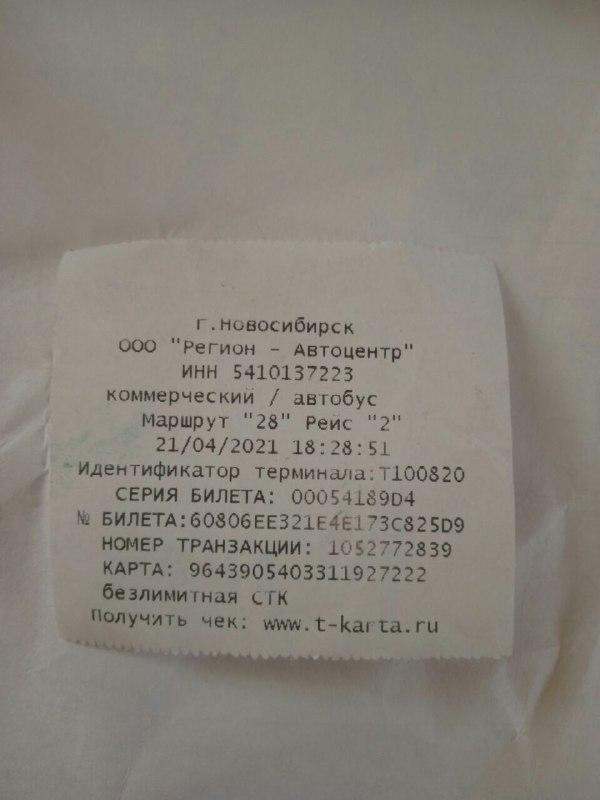 г.Новосибирск
ООО "Регион - Автоцентр"
ИНН 5410137223
коммерческий / автобус
Маршрут "28" Рейс "2"
21/04/2021 18:28:51
Идентификатор терминала:T100820
СЕРИЯ БИЛЕТА: 00054189D4
№ БИЛЕТА:60806EE321E4E173C825D9
НОМЕР ТРАНЗАКЦИИ: 1052772839
КАРТА: 9643905403311927222
безлимитная СТК
Получить чек: www.t-karta.ru